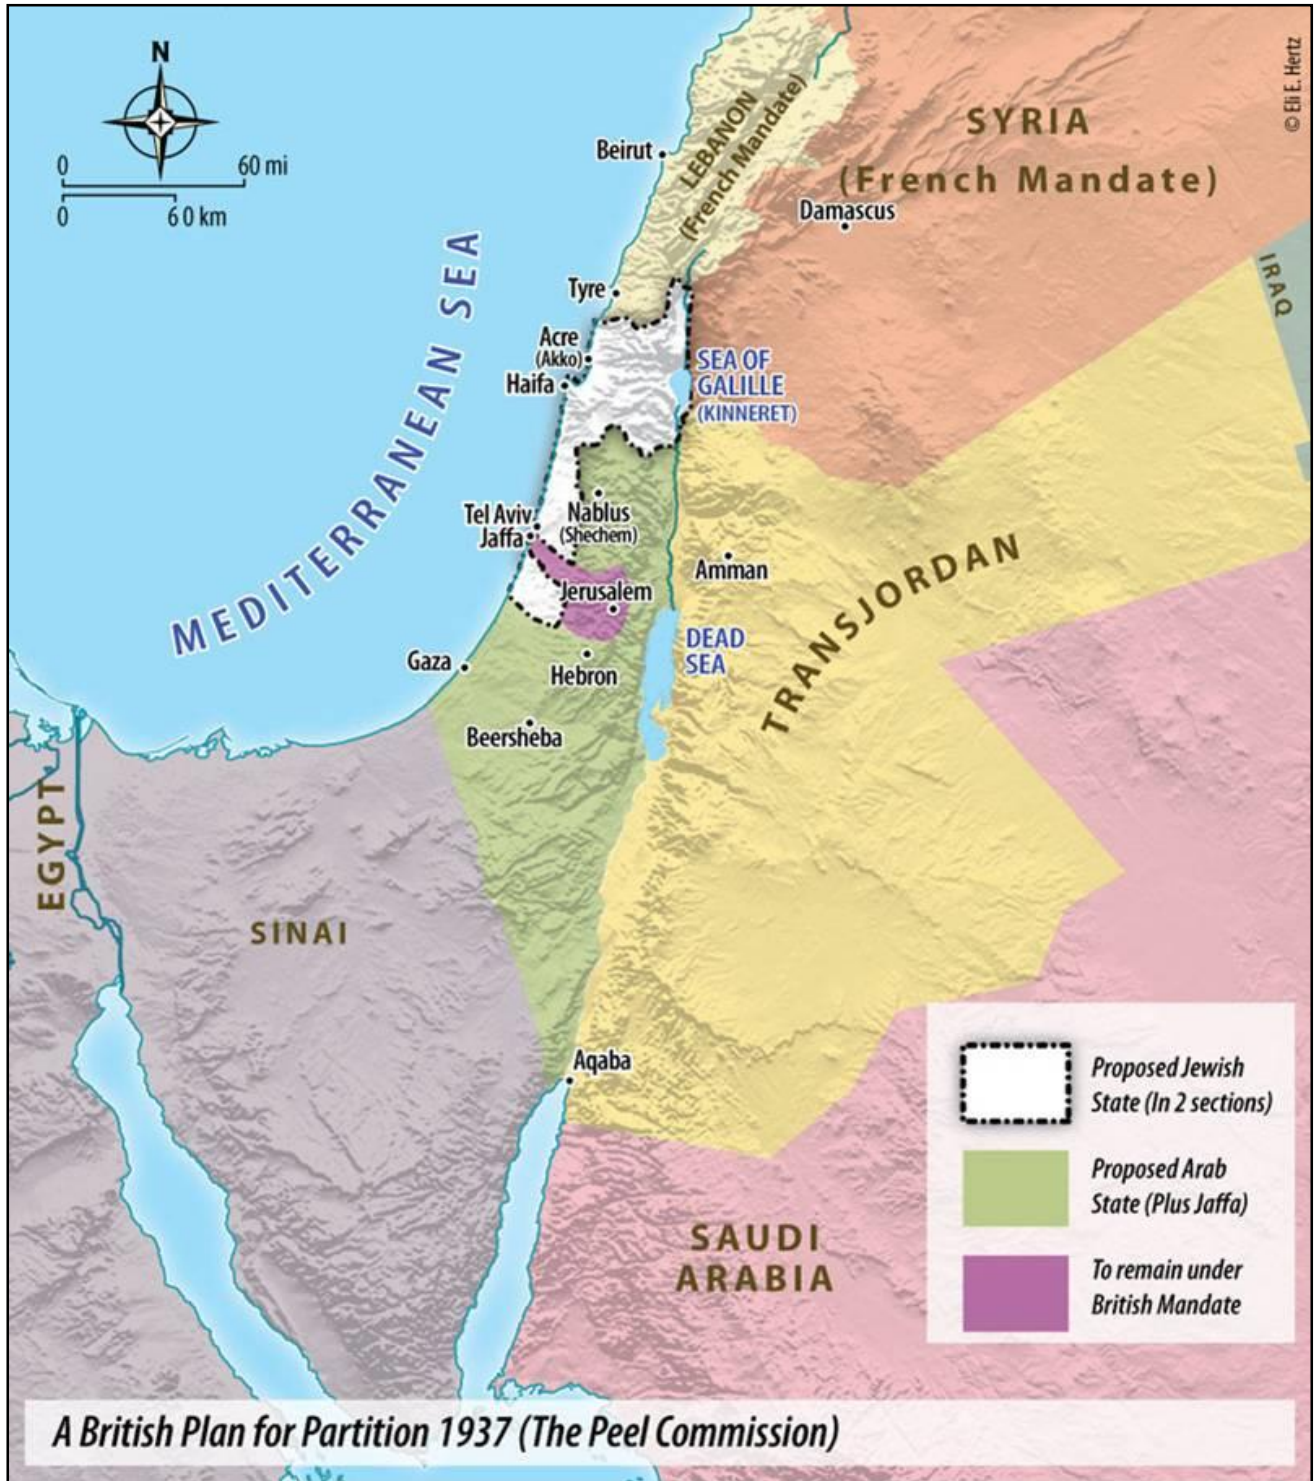 N
0 60 mi
0 60 km
© Eli E. Hertz
SYRIA
(French Mandate)
LEBANON
(French Mandate)
Beirut
Damascus
IRAQ
Tyre
MEDITERRANEAN SEA
Acre
(Akko)
Haifa
SEA OF
GALILLE
(KINNERET)
Tel Aviv
Jaffa
Nablus
(Shechem)
Amman
TRANSJORDAN
Jerusalem
DEAD
SEA
Gaza
Hebron
Beersheba
EGYPT
SINAI
Aqaba
SAUDI
ARABIA
Proposed Jewish
State (In 2 sections)
Proposed Arab
State (Plus Jaffa)
To remain under
British Mandate
A British Plan for Partition 1937 (The Peel Commission)